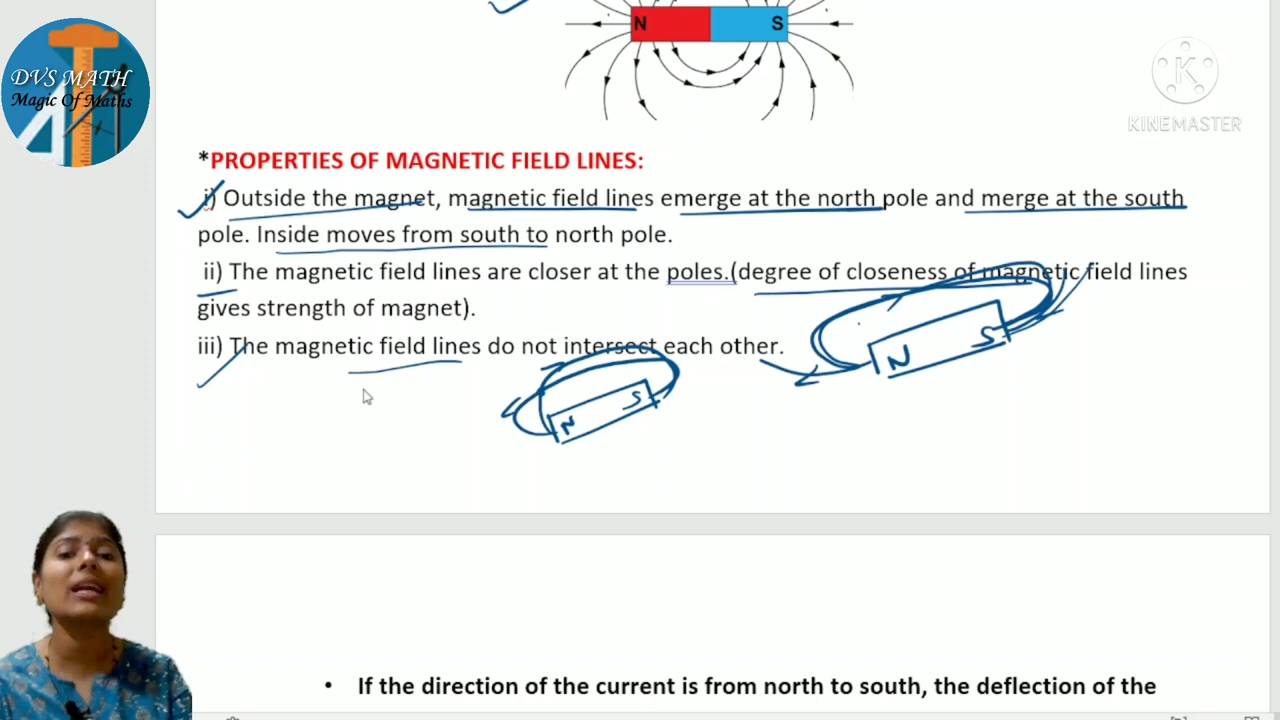 DVS MATH
Magic Of Maths
N S
KINEMASTER
*PROPERTIES OF MAGNETIC FIELD LINES:
i) Outside the magnet, magnetic field lines emerge at the north pole and merge at the south
pole. Inside moves from south to north pole.
ii) The magnetic field lines are closer at the poles.(degree of closeness of magnetic field lines
gives strength of magnet).
iii) The magnetic field lines do not intersect each other.
N S
N S
• If the direction of the current is from north to south, the deflection of the